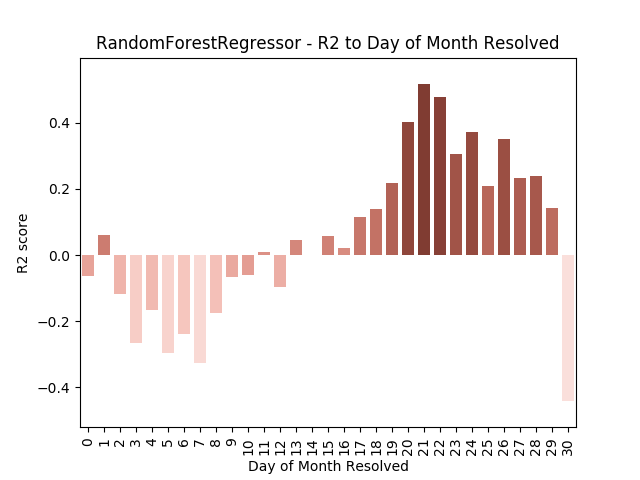 RandomForestRegressor - R2 to Day of Month Resolved
R2 score
0.4
0.2
0.0
−0.2
−0.4
0 1 2 3 4 5 6 7 8 9 10 11 12 13 14 15 16 17 18 19 20 21 22 23 24 25 26 27 28 29 30
Day of Month Resolved